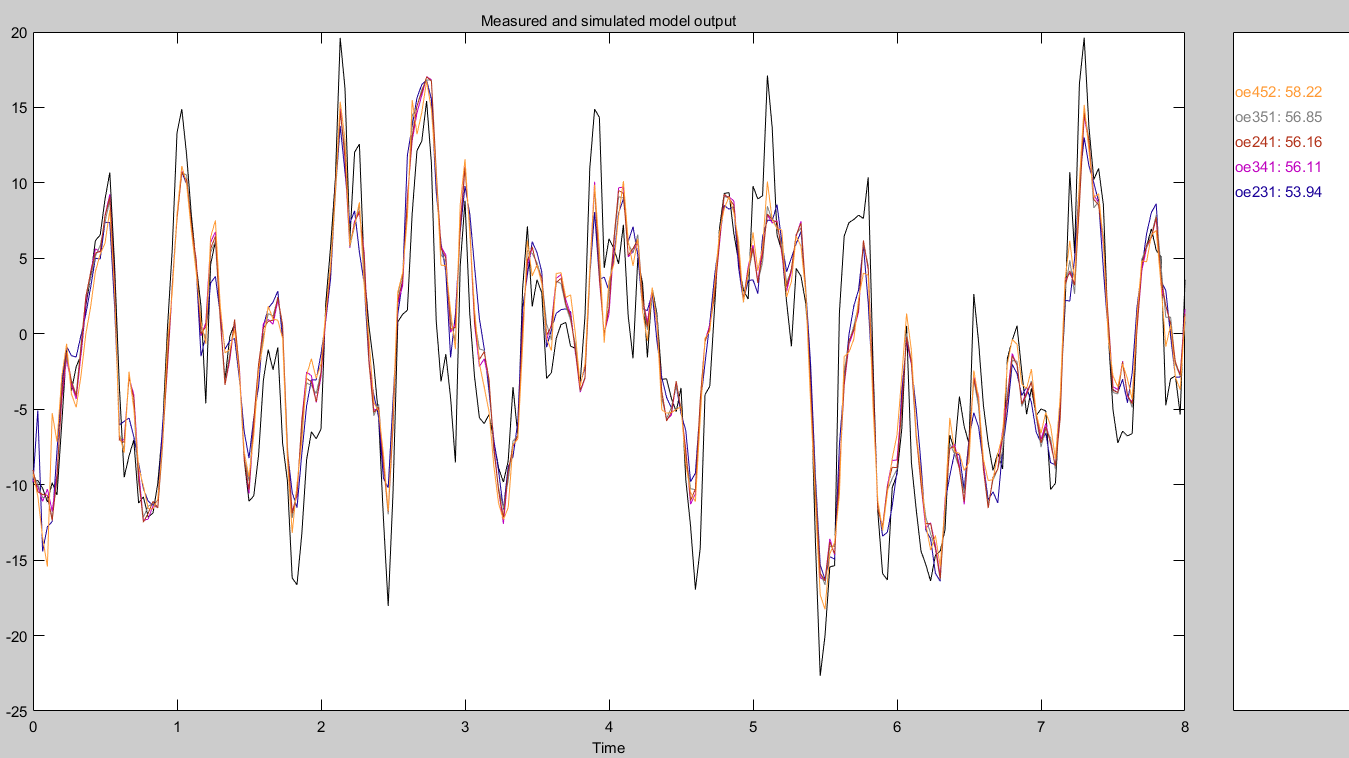 Measured and simulated model output
20
15
10
5
0
-5
-10
-15
-20
-25
0 1 2 3 4 5 6 7 8
Time
oe452: 58.22
oe351: 56.85
oe241: 56.16
oe341: 56.11
oe231: 53.94